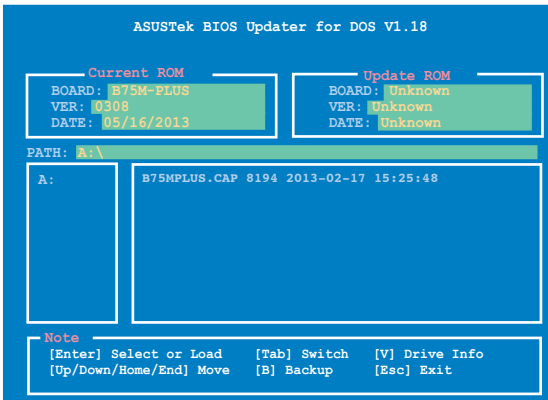 ASUSTek BIOS Updater for DOS V1.18
Current ROM
BOARD: B75M-PLUS
VER: 0308
DATE: 05/16/2013
Update ROM
BOARD: Unknown
VER: Unknown
DATE: Unknown
PATH: A:\
A:
B75MPLUS.CAP 8194 2013-02-17 15:25:48
Note
[Enter] Select or Load [Tab] Switch [V] Drive Info
[Up/Down/Home/End] Move [B] Backup [Esc] Exit